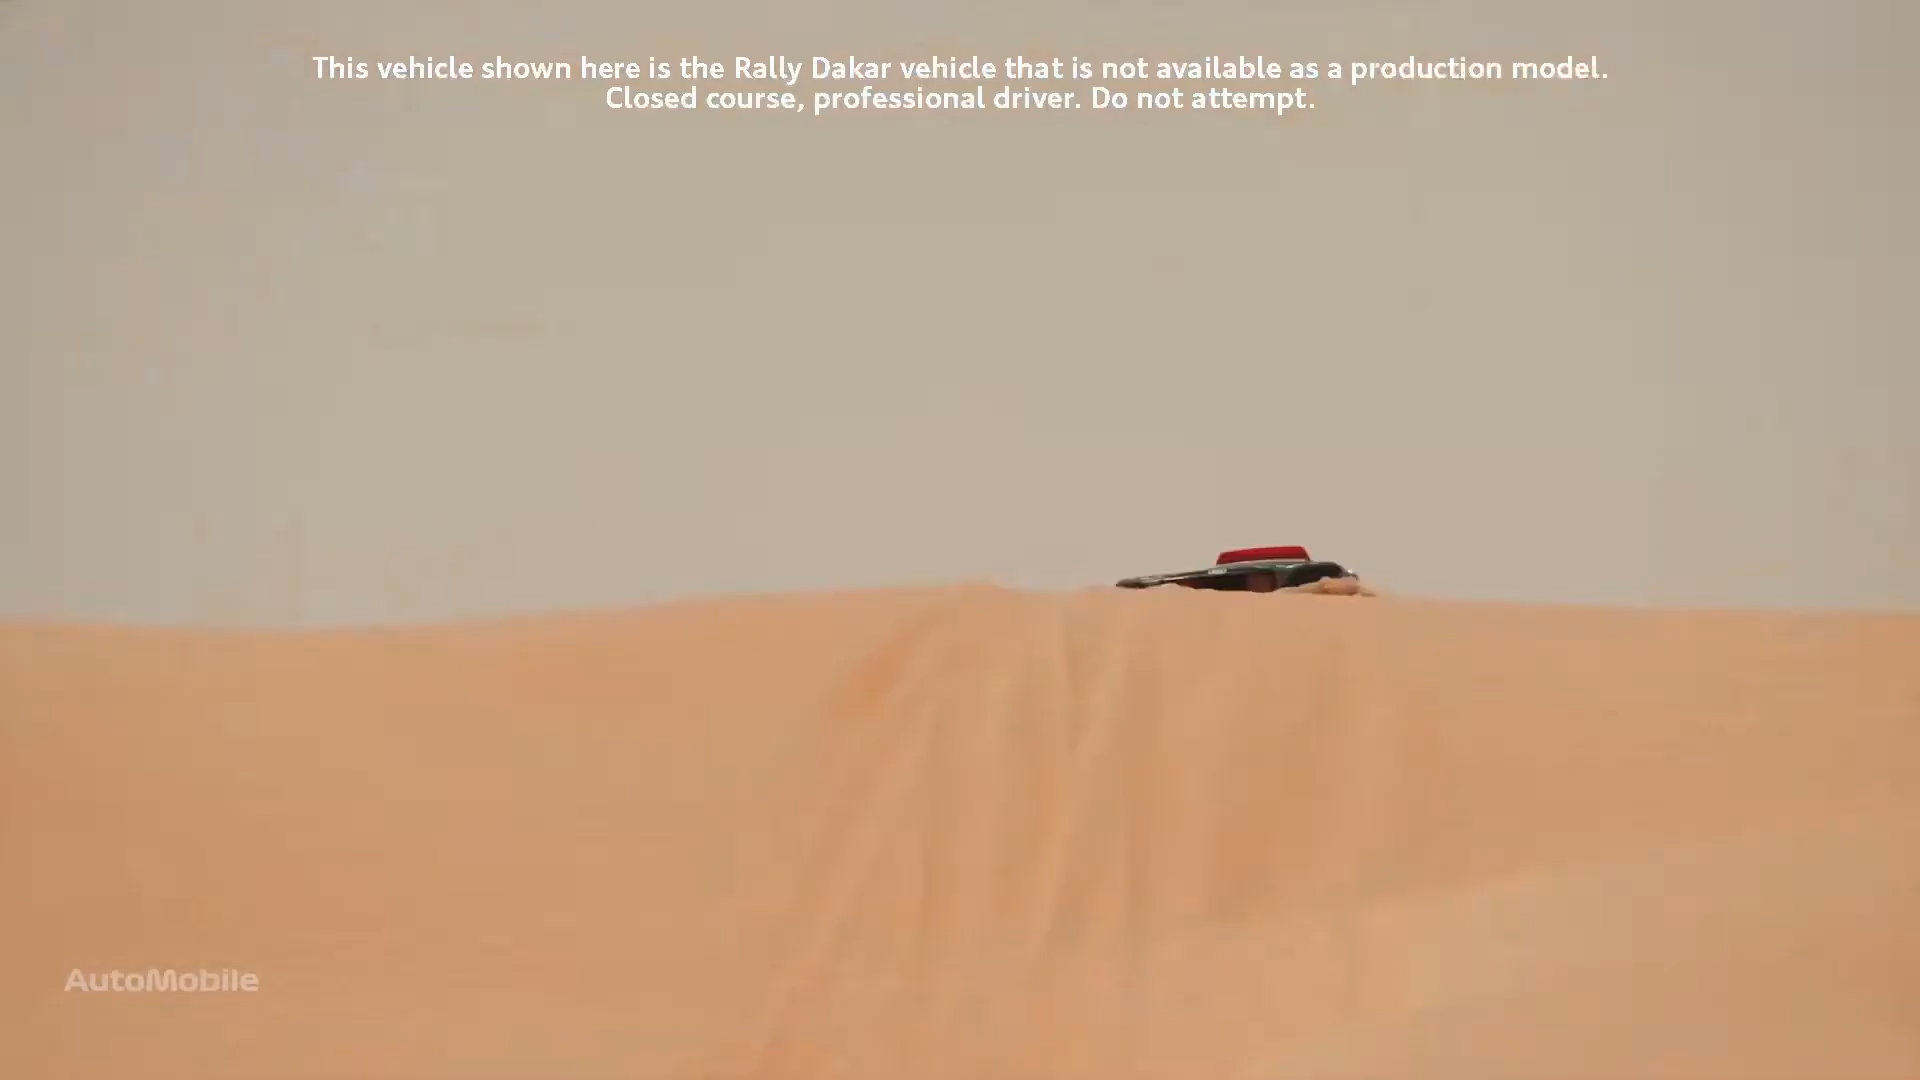 This vehicle shown here is the Rally Dakar vehicle that is not available as a production model.
Closed course, professional driver. Do not attempt.
AutoMobile